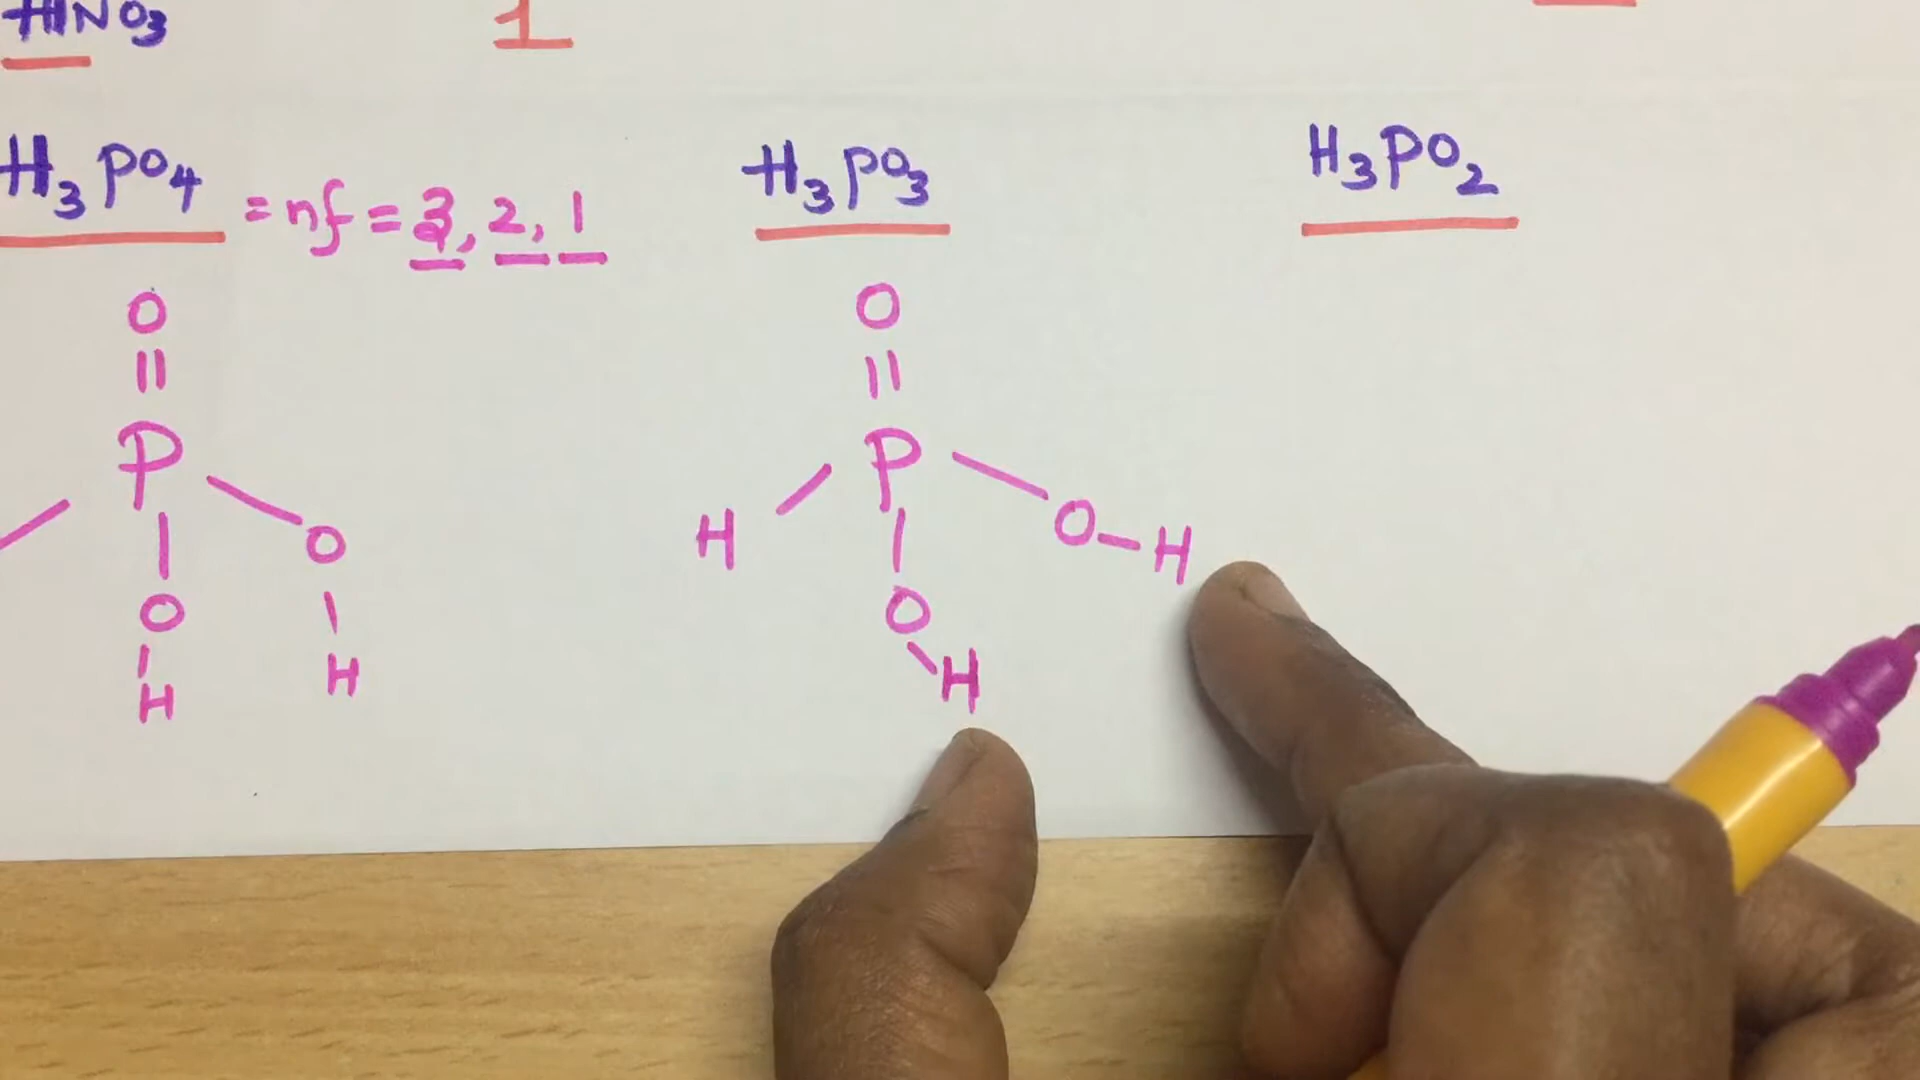 HNO3
1
H3PO4 = nf = 3, 2, 1
O
P
O
H
O
H
H3PO3
O
P
H
O-H
O
H
H3PO2